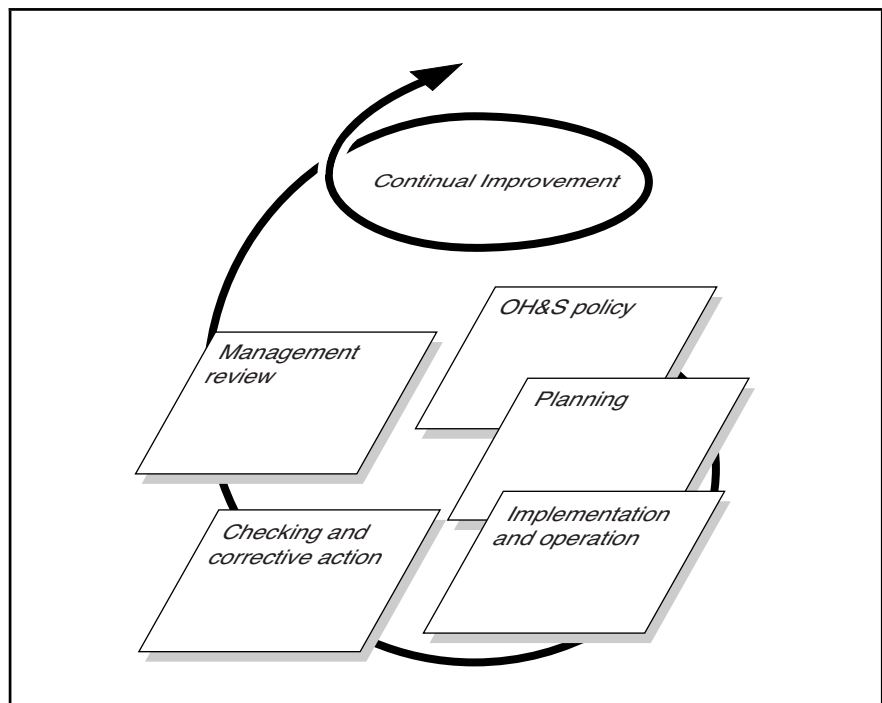 Continual Improvement
OH&S policy
Management
review
Planning
Implementation
and operation
Checking and
corrective action